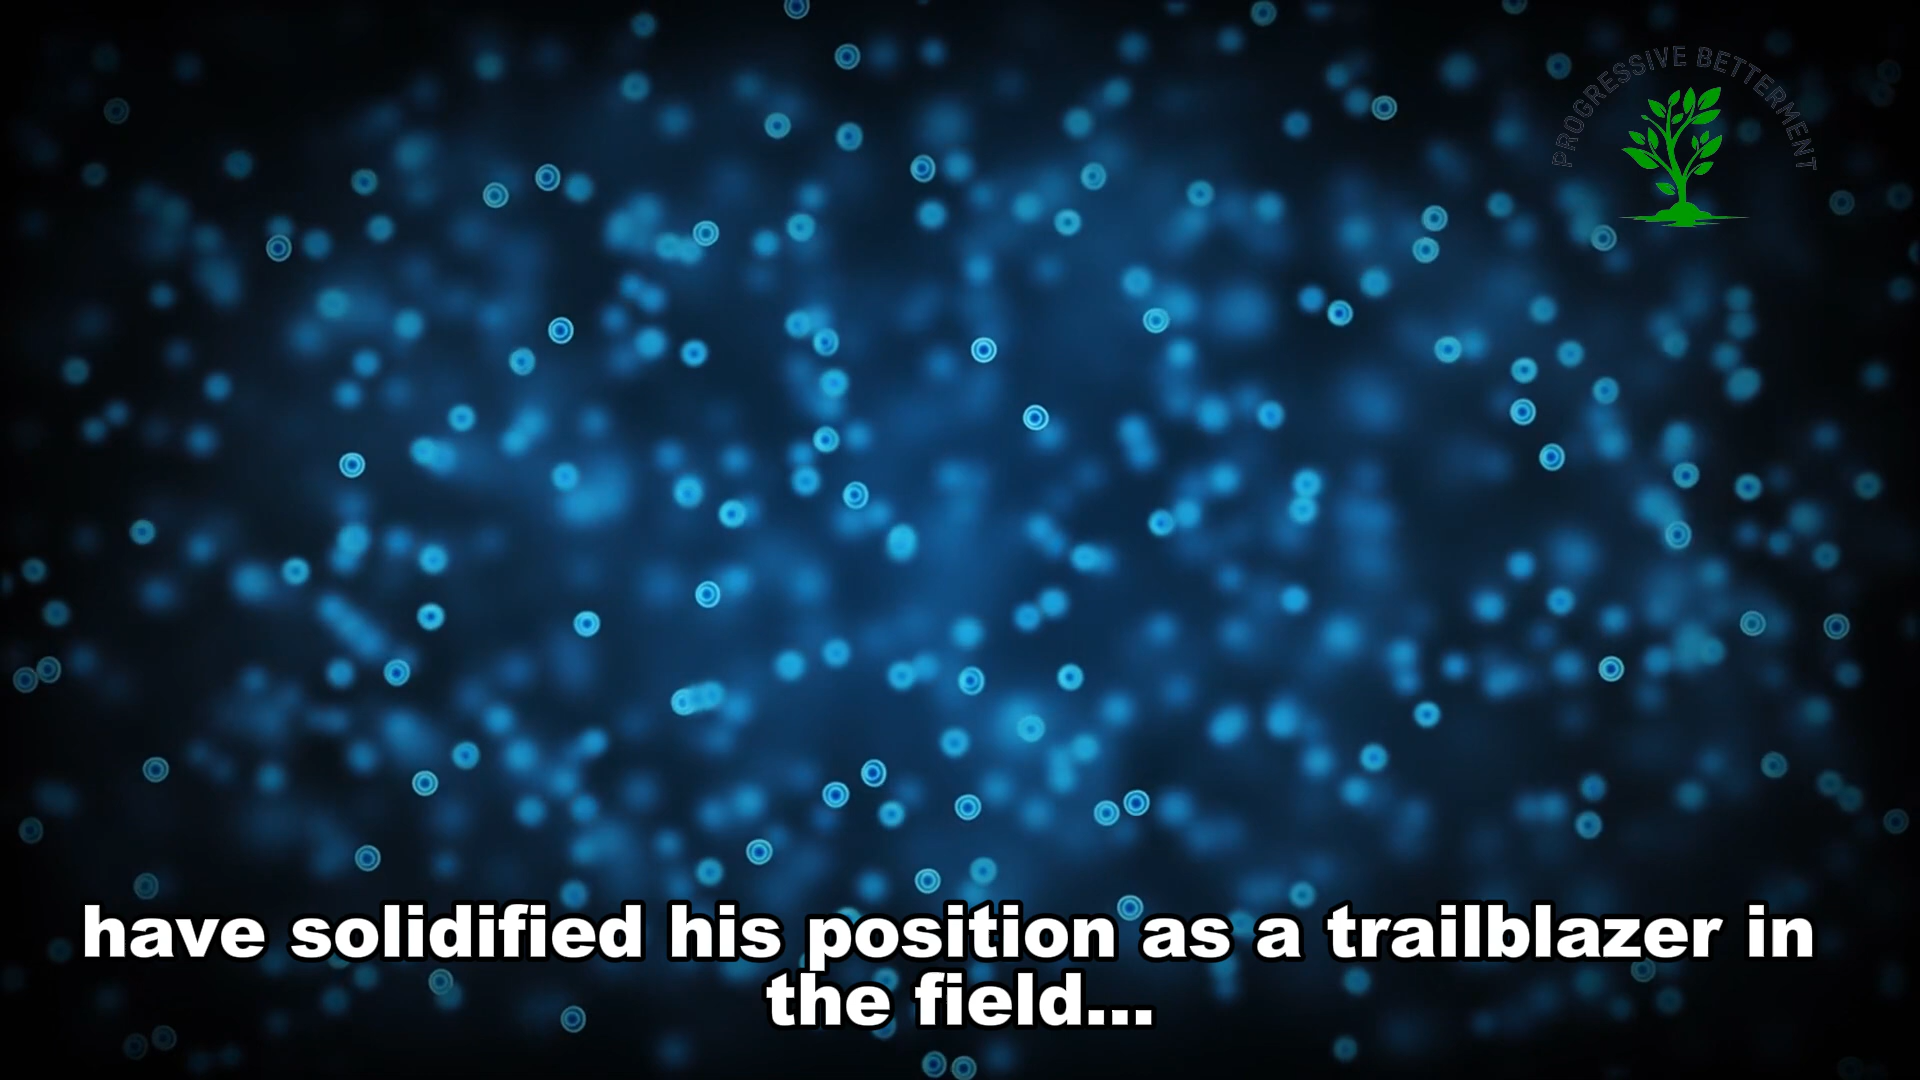 PROGRESSIVE BETTERMENT
have solidified his position as a trailblazer in
the field...